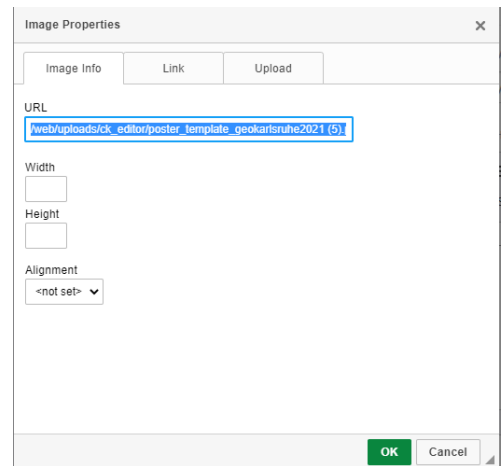 Image Properties
Image Info Link Upload
URL
/web/uploads/ck_editor/poster_template_geokarlsruhe2021 (5).
Width
Height
Alignment
<not set>
OK Cancel